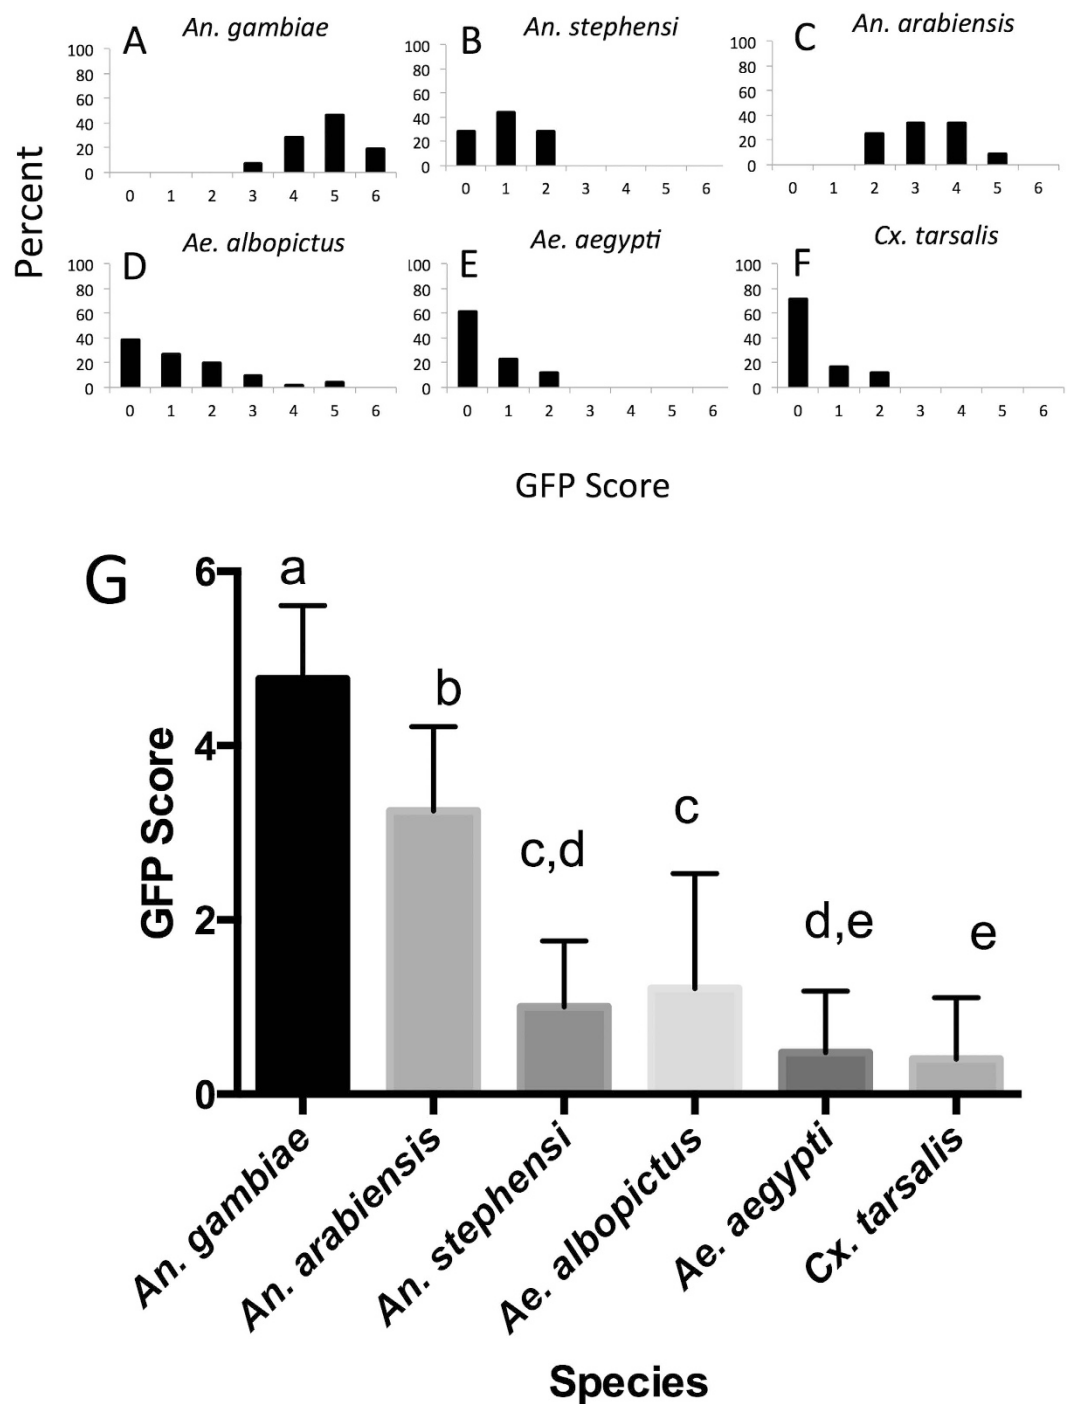 A An. gambiae
B An. stephensi
C An. arabiensis
100
80
60
40
20
0
0 1 2 3 4 5 6
100
80
60
40
20
0
0 1 2 3 4 5 6
100
80
60
40
20
0
0 1 2 3 4 5 6
Percent
D Ae. albopictus
E Ae. aegypti
F Cx. tarsalis
100
80
60
40
20
0
0 1 2 3 4 5 6
100
80
60
40
20
0
0 1 2 3 4 5 6
100
80
60
40
20
0
0 1 2 3 4 5 6
GFP Score
G
6
4
2
0
GFP Score
a
b
c,d
c
d,e
e
An. gambiae
An. arabiensis
An. stephensi
Ae. albopictus
Ae. aegypti
Cx. tarsalis
Species